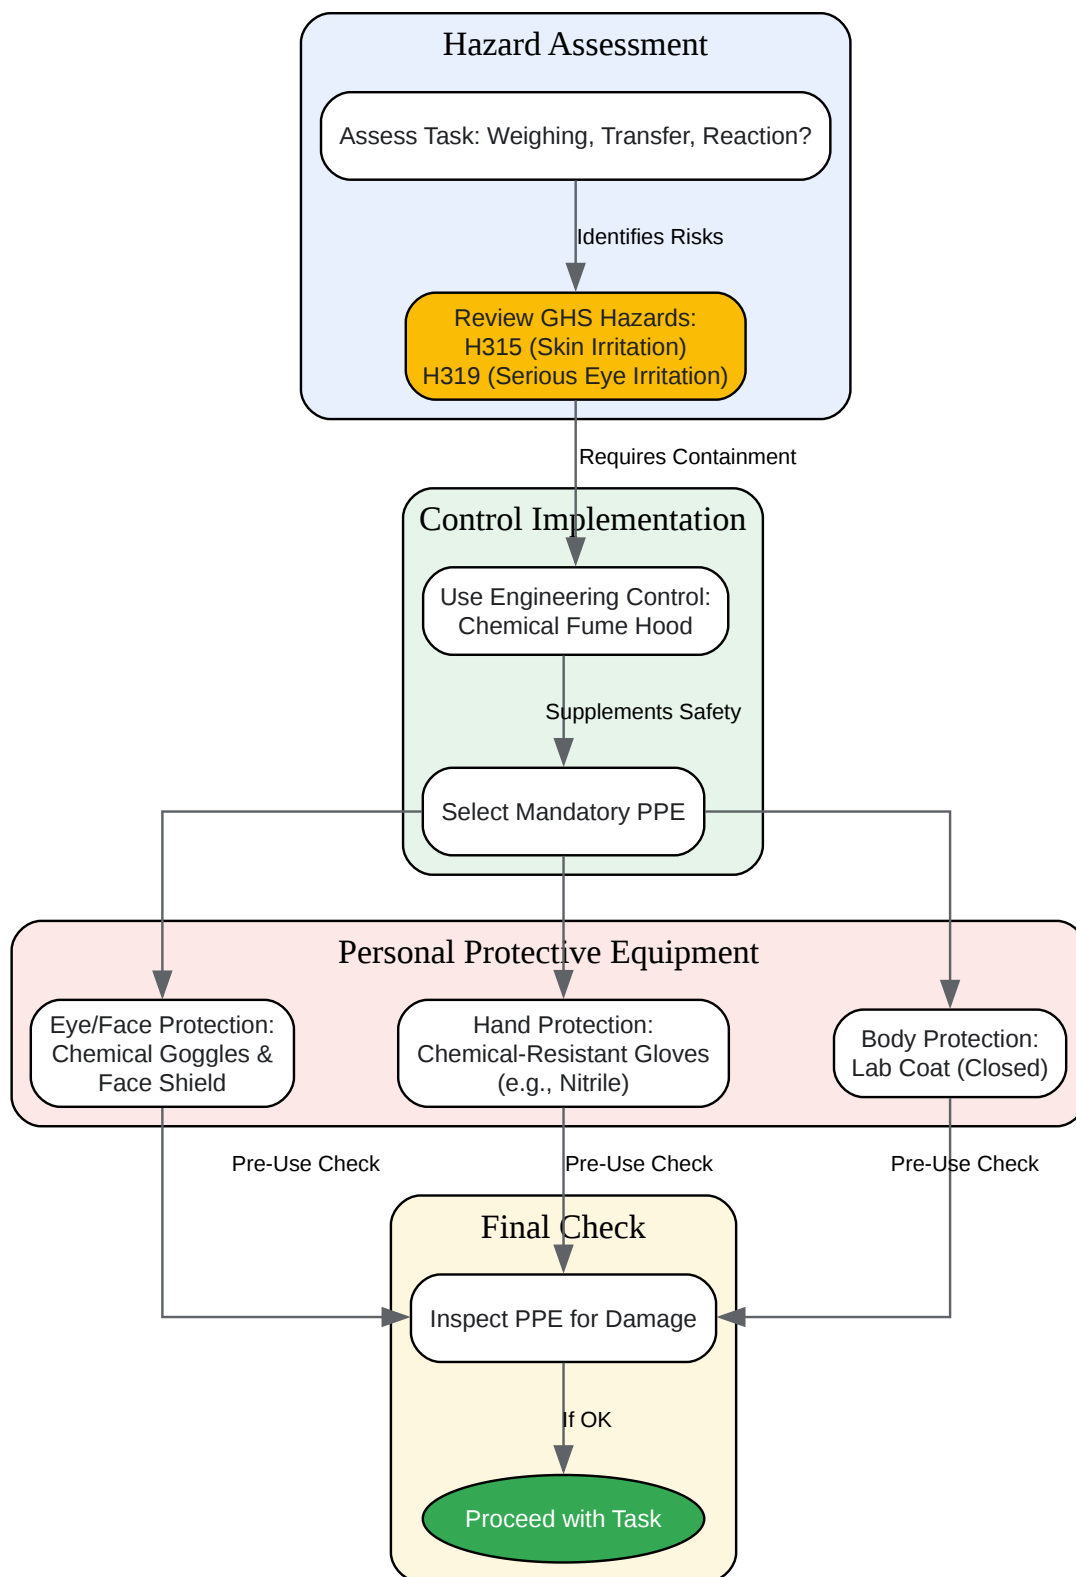 Hazard Assessment
Assess Task: Weighing, Transfer, Reaction?
Identifies Risks
Review GHS Hazards:
H315 (Skin Irritation)
H319 (Serious Eye Irritation)
Requires Containment
Control Implementation
Use Engineering Control:
Chemical Fume Hood
Supplements Safety
Select Mandatory PPE
Personal Protective Equipment
Eye/Face Protection:
Chemical Goggles &
Face Shield
Hand Protection:
Chemical-Resistant Gloves
(e.g., Nitrile)
Body Protection:
Lab Coat (Closed)
Pre-Use Check
Pre-Use Check
Pre-Use Check
Final Check
Inspect PPE for Damage
If OK
Proceed with Task